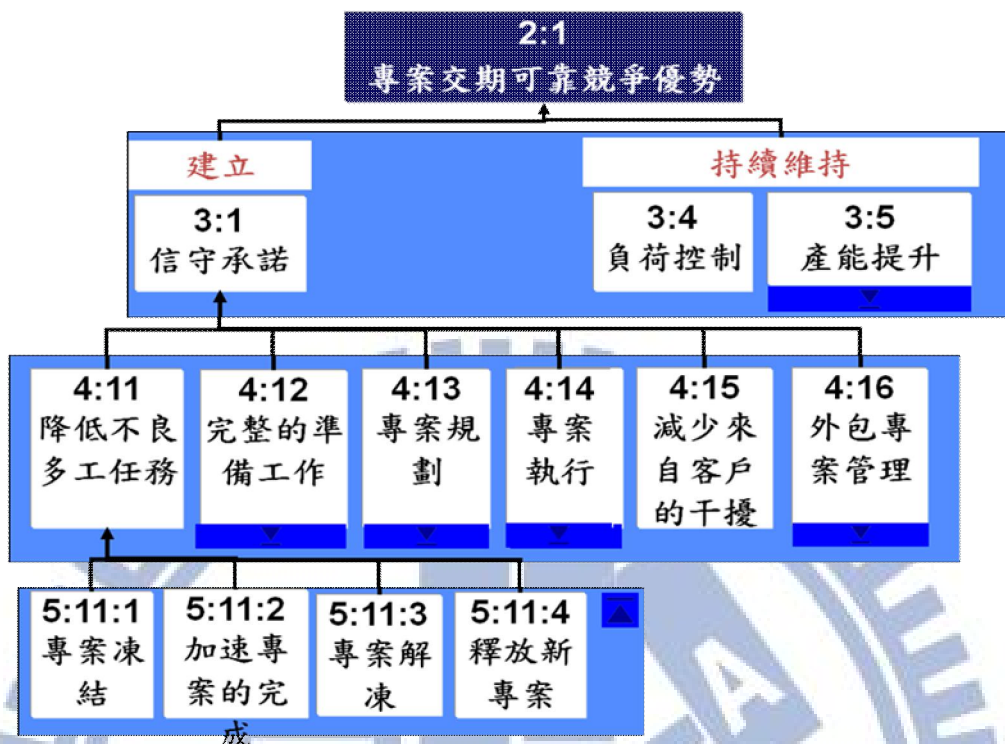 2:1
專案交期可靠競爭優勢
建立
持續維持
3:1
信守承諾
3:4
負荷控制
3:5
產能提升
4:11
降低不良
多工任務
4:12
完整的準
備工作
4:13
專案規
劃
4:14
專案
執行
4:15
減少來
自客戶
的干擾
4:16
外包專
案管理
5:11:1
專案凍
結
5:11:2
加速專
案的完
成
5:11:3
專案解
凍
5:11:4
釋放新
專案
A